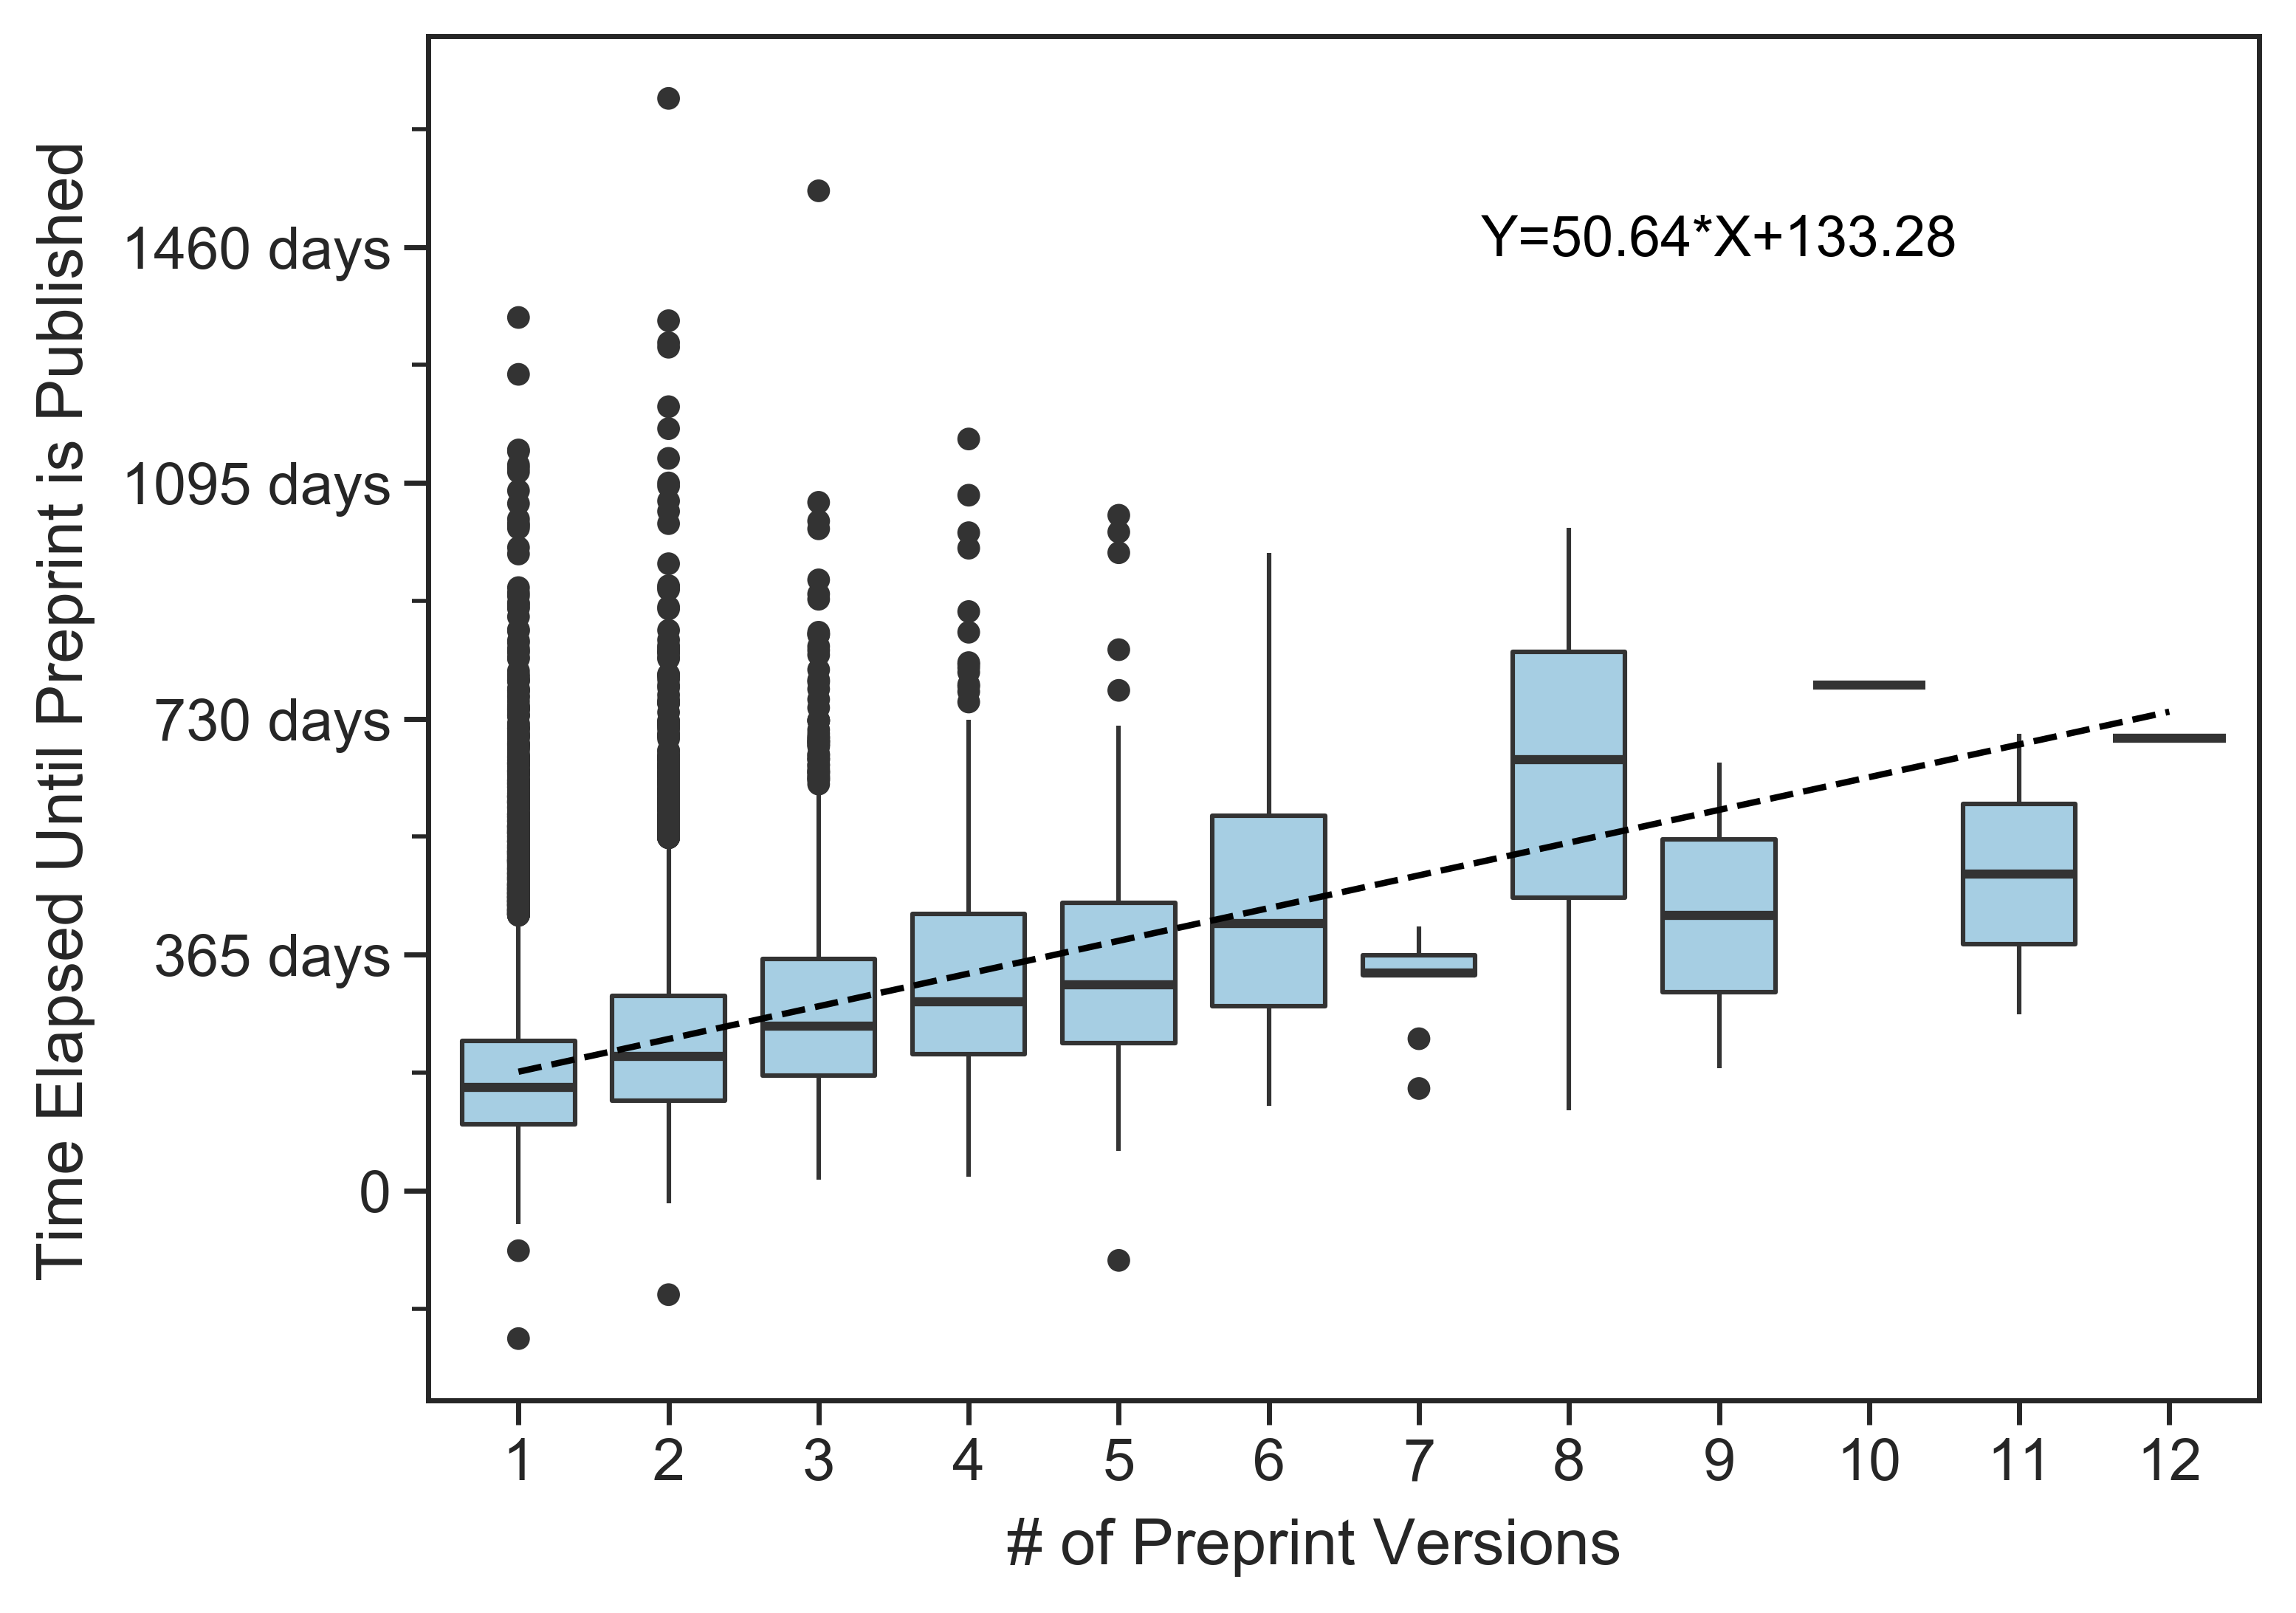 Time Elapsed Until Preprint is Published
1460 days
1095 days
730 days
365 days
0
Y=50.64*X+133.28
1 2 3 4 5 6 7 8 9 10 11 12
# of Preprint Versions